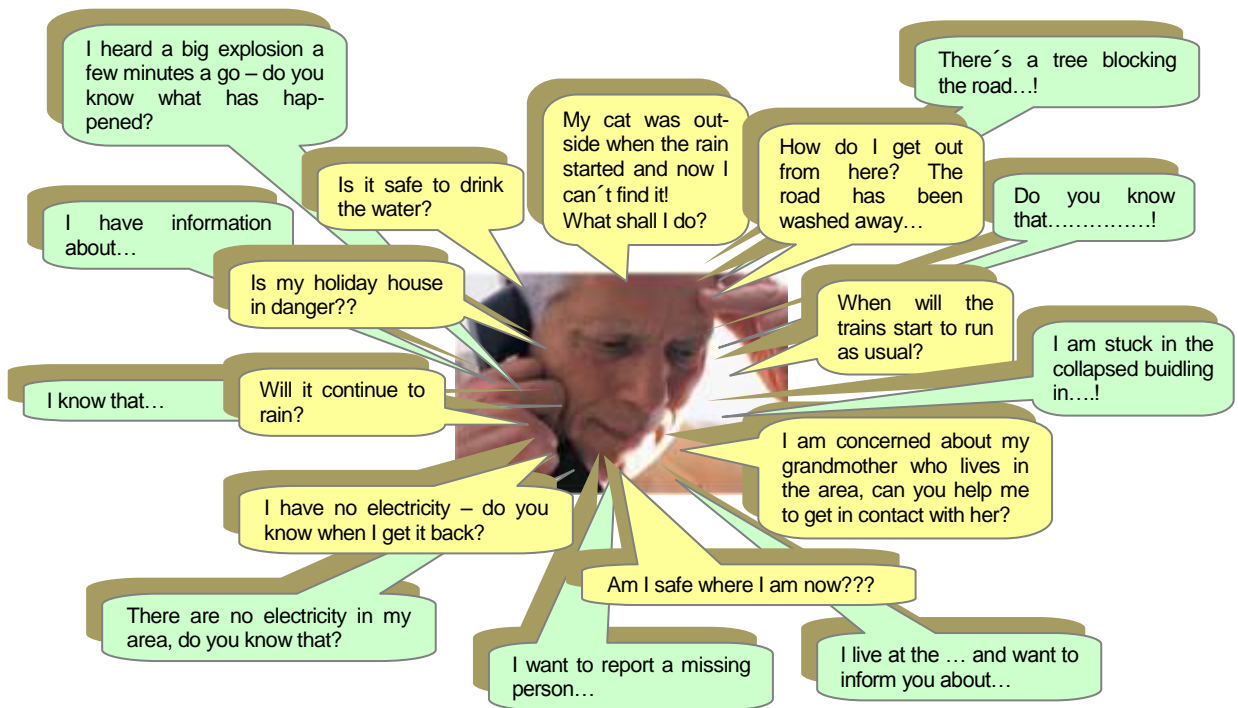 I heard a big explosion a
few minutes a go – do you
know what has hap-
pened?
There´s a tree blocking
the road…!
My cat was out-
side when the rain
started and now I
can´t find it!
What shall I do?
How do I get out
from here? The
road has been
washed away…
Is it safe to drink
the water?
Do you know
that……………!
I have information
about…
Is my holiday house
in danger??
When will the
trains start to run
as usual?
I am stuck in the
collapsed buidling
in….!
I know that…
Will it continue to
rain?
I am concerned about my
grandmother who lives in
the area, can you help me
to get in contact with her?
I have no electricity – do you
know when I get it back?
Am I safe where I am now???
There are no electricity in my
area, do you know that?
I want to report a missing
person…
I live at the … and want to
inform you about…